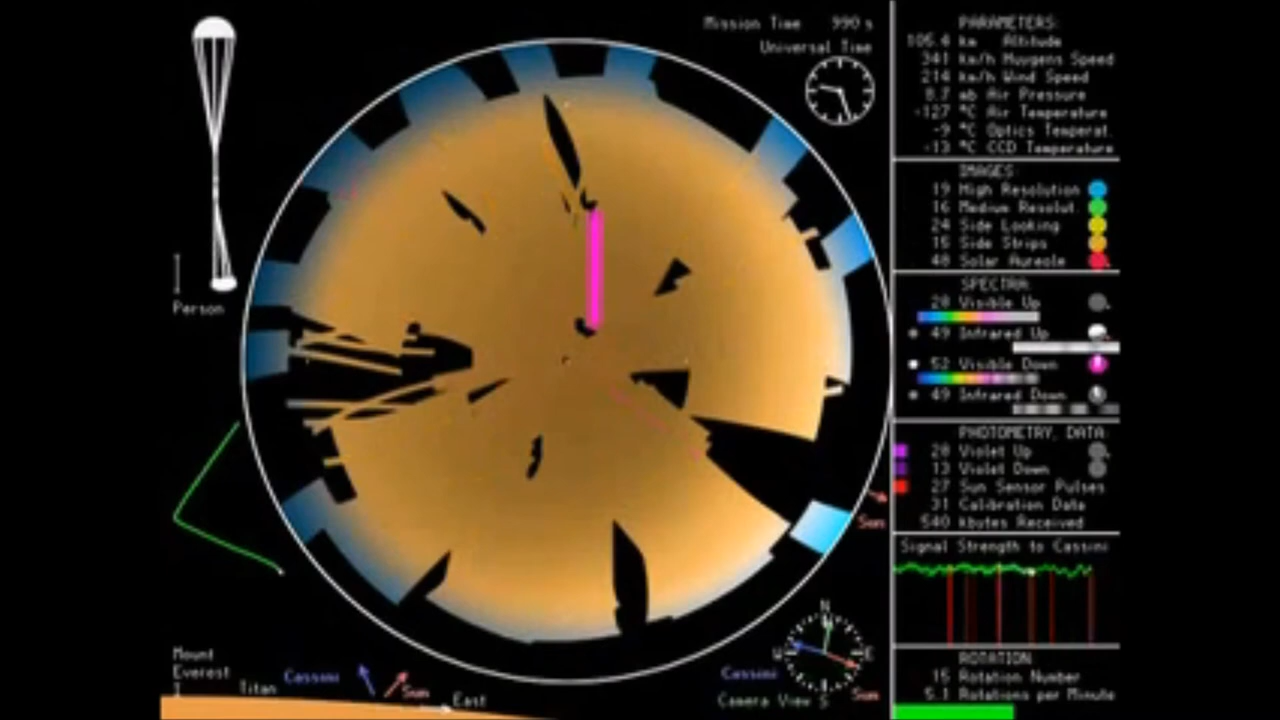 Mission Time 990 s
Universal Time
Person
Mount
Everest
1
Titan
Cassini
Sun
East
Cassini
Camera View S
N
W
E
Sun
Sun
PARAMETERS:
105.4 km Altitude
341 km/h Huygens Speed
214 km/h Wind Speed
8.7 mb Air Pressure
-127 °C Air Temperature
-9 °C Optics Temperat.
-13 °C CCD Temperature
IMAGES:
19 High Resolution
16 Medium Resolut.
24 Side Looking
15 Side Strips
48 Solar Aureole
SPECTRA:
28 Visible Up
49 Infrared Up
52 Visible Down
49 Infrared Down
PHOTOMETRY, DATA:
28 Violet Up
13 Violet Down
27 Sun Sensor Pulses
31 Calibration Data
540 kbytes Received
Signal Strength to Cassini
ROTATION
15 Rotation Number
5.1 Rotations per Minute